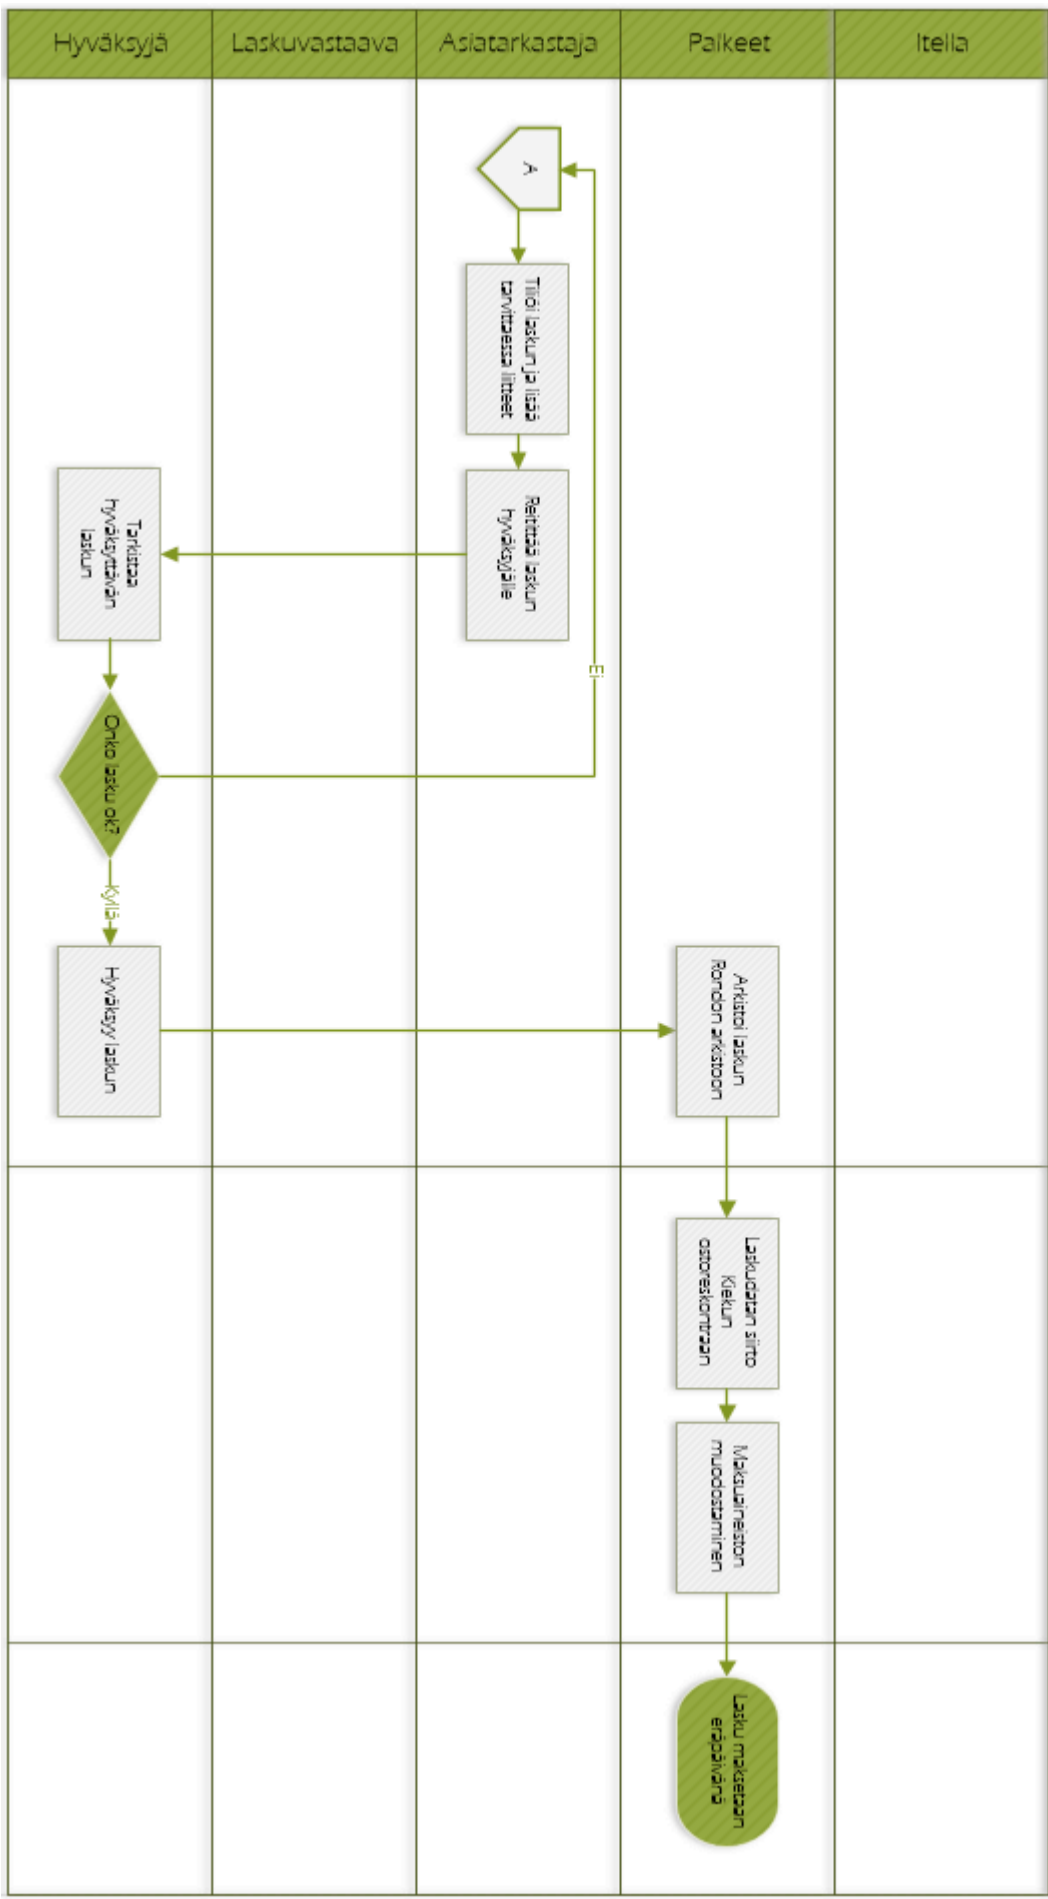 Hyväksyjä
Laskuvastaava
Asiatarkastaja
Palkeet
Itella
A
Tiliöi laskun ja lisää
tarvittaessa liitteet
Reitittää laskun
hyväksyjälle
Ei
Tarkistaa
hyväksyttävän
laskun
Onko lasku ok?
Kyllä
Hyväksyy laskun
Arkistoi laskun
Rondon arkistoon
Laskudatan siirto
Kiekun
ostoreskontraan
Maksuaineiston
muodostaminen
Lasku maksetaan
eräpäivänä